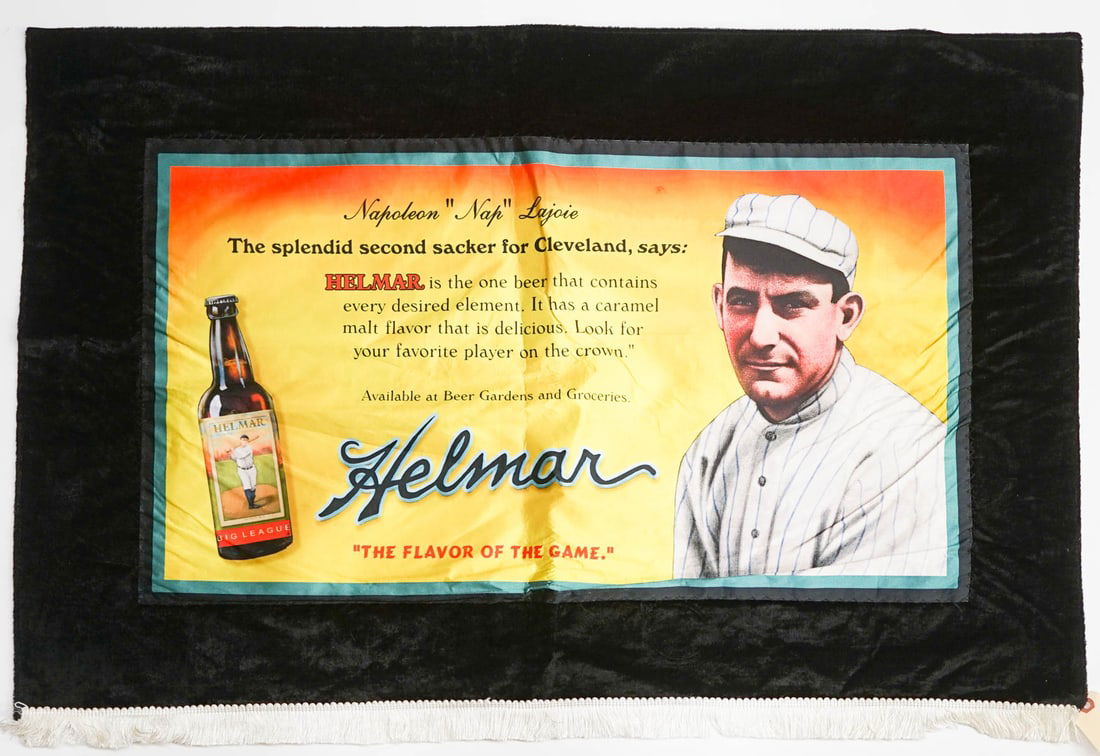 Napoleon "Nap" Lajoie
The splendid second sacker for Cleveland, says:
HELMAR is the one beer that contains
every desired element. It has a caramel
malt flavor that is delicious. Look for
your favorite player on the crown."
Available at Beer Gardens and Groceries.
HELMAR
BIG LEAGUE
Helmar
"THE FLAVOR OF THE GAME."